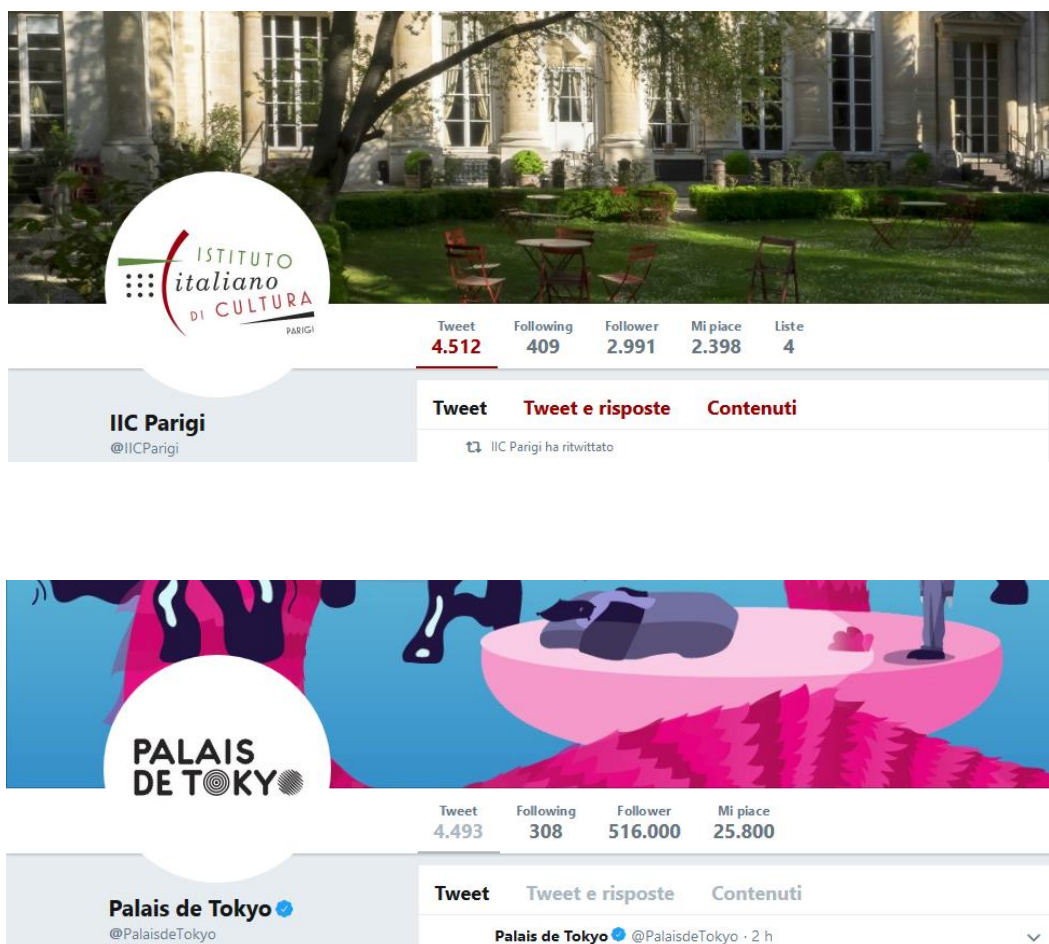 ISTITUTO
italiano
DI CULTURA
PARIGI
Tweet Following Follower Mi piace Liste
4.512 409 2.991 2.398 4
IIC Parigi
@IICParigi
Tweet Tweet e risposte Contenuti
IIC Parigi ha ritwittato
PALAIS
DE TOKYO
Tweet Following Follower Mi piace
4.493 308 516.000 25.800
Palais de Tokyo
@PalaisdeTokyo
Tweet Tweet e risposte Contenuti
Palais de Tokyo @PalaisdeTokyo · 2 h